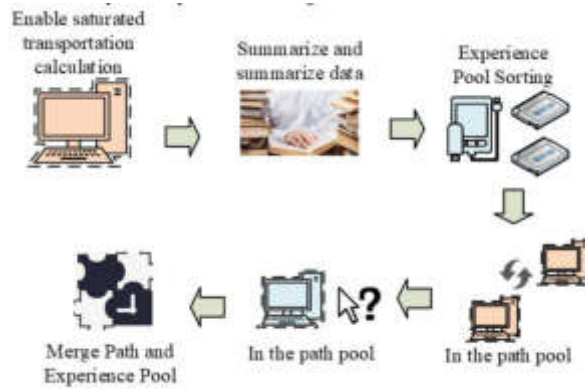 Enable saturated
transportation
calculation
Summarize and
summarize data
Experience
Pool Sorting
Merge Path and
Experience Pool
In the path pool
In the path pool